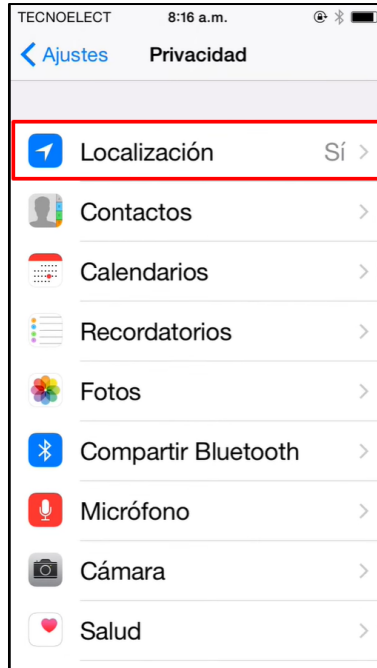 TECNOELECT 8:16 a.m.
Ajustes Privacidad
Localización Sí
Contactos
Calendarios
Recordatorios
Fotos
Compartir Bluetooth
Micrófono
Cámara
Salud